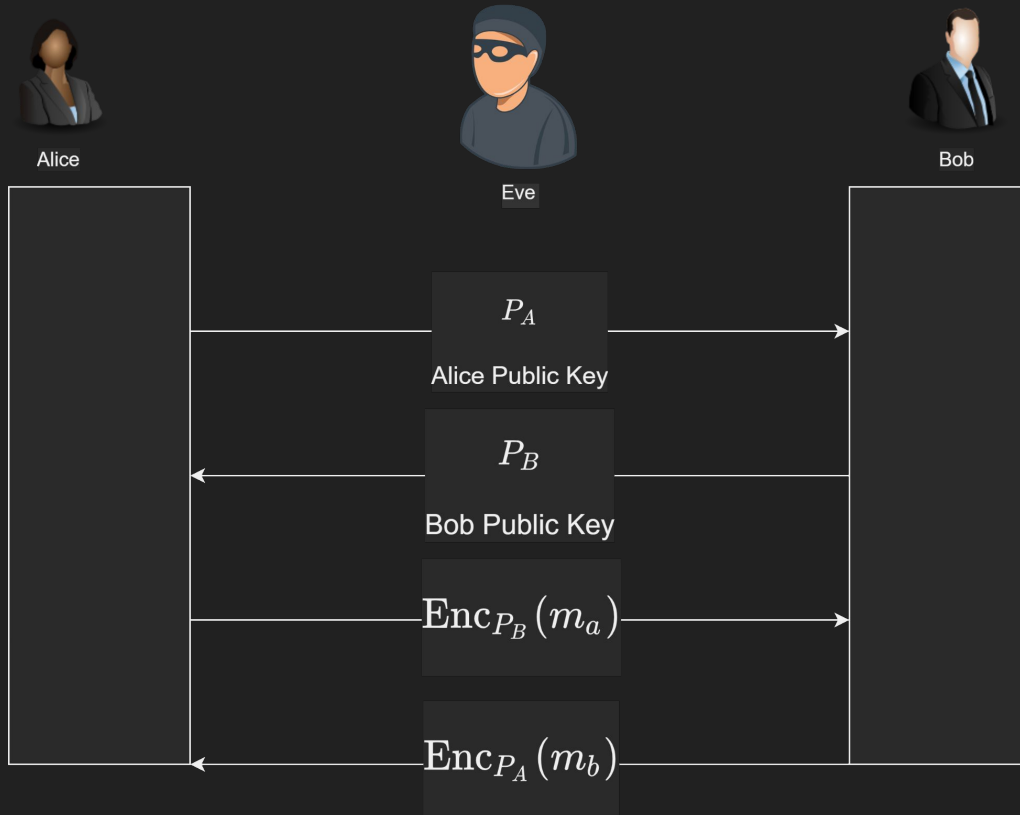 Alice
Eve
Bob
P_A
Alice Public Key
P_B
Bob Public Key
Enc_{P_B}(m_a)
Enc_{P_A}(m_b)